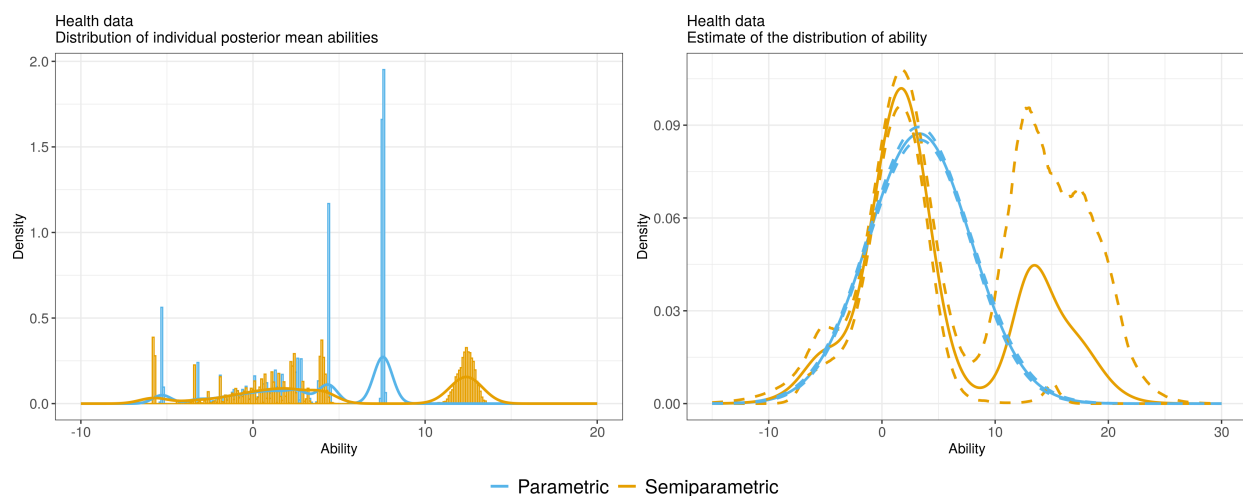 Health data
Distribution of individual posterior mean abilities
2.0
1.5
1.0
0.5
0.0
Density
-10
0
10
20
Ability
Health data
Estimate of the distribution of ability
0.09
0.06
0.03
0.00
Density
-10
0
10
20
30
Ability
Parametric
Semiparametric